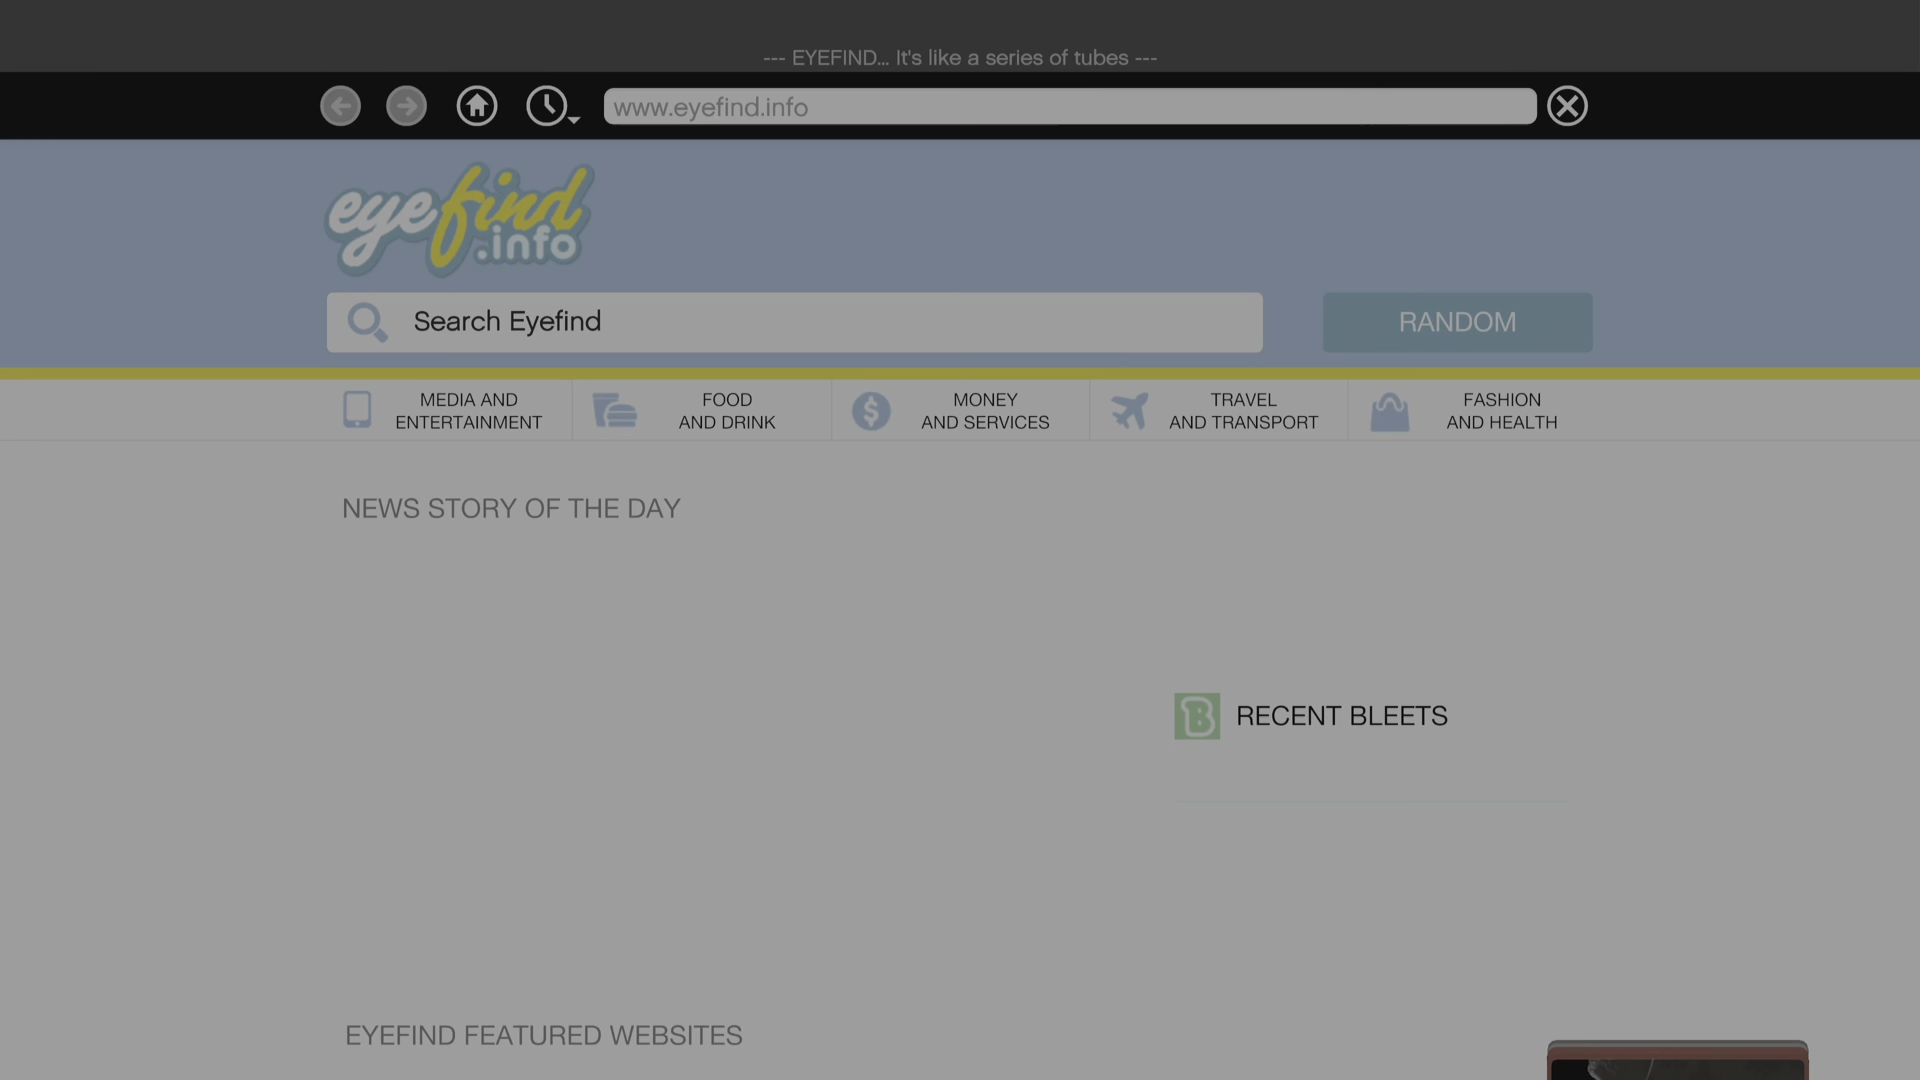 --- EYEFIND... It's like a series of tubes ---
www.eyefind.info
eyefind
.info
Search Eyefind
RANDOM
MEDIA AND
ENTERTAINMENT
FOOD
AND DRINK
MONEY
AND SERVICES
TRAVEL
AND TRANSPORT
FASHION
AND HEALTH
NEWS STORY OF THE DAY
B RECENT BLEETS
EYEFIND FEATURED WEBSITES